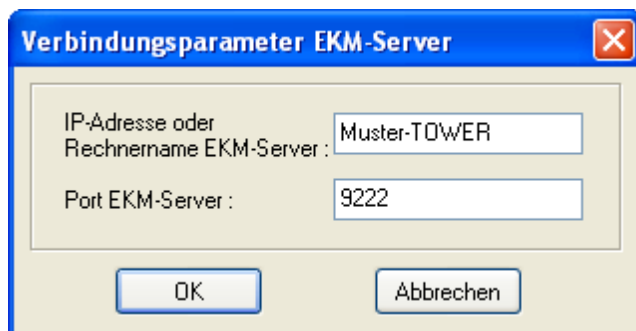 Verbindungsparameter EKM-Server
IP-Adresse oder
Rechnername EKM-Server :
Muster-TOWER
Port EKM-Server :
9222
OK
Abbrechen